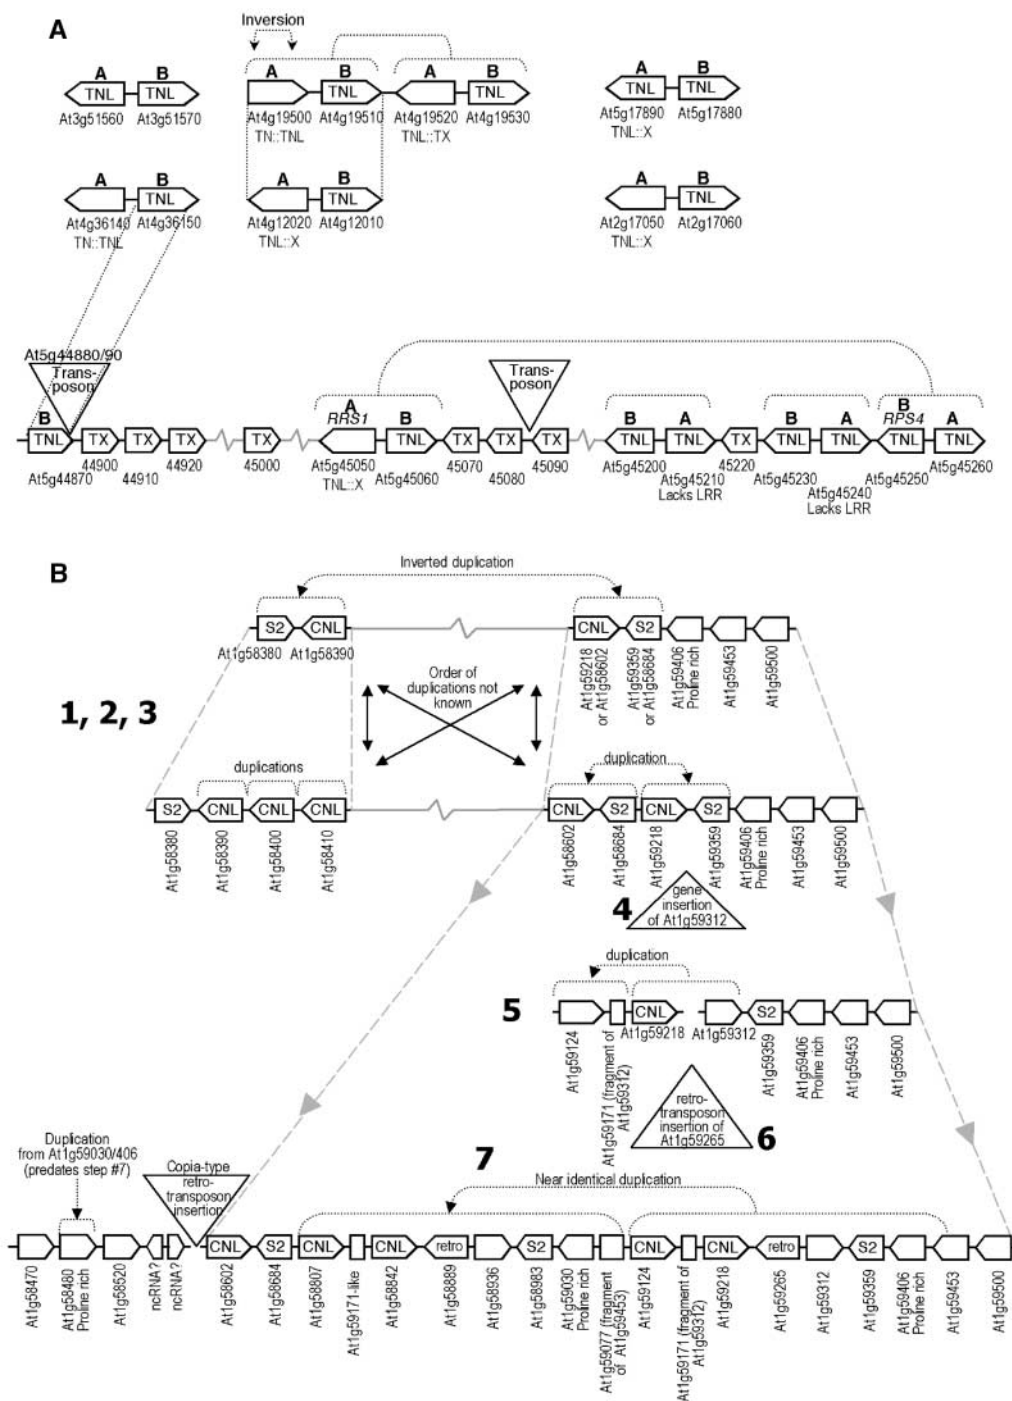 A
Inversion
A B
TNL TNL
At3g51560 At3g51570
A B A B
TNL TNL
At4g19500 At4g19510 At4g19520 At4g19530
TN::TNL TNL::TX
A B
TNL TNL
At5g17890 At5g17880
TNL::X
A B
TNL
At4g36140 At4g36150
TN::TNL
A B
TNL
At4g12020 At4g12010
TNL::X
A B
TNL
At2g17050 At2g17060
TNL::X
At5g44880/90
Trans-
poson
Trans-
poson
B A B B A B A B A
RRS1 RPS4
TNL TX TX TX TX TNL TX TX TX TNL TNL TX TNL TNL TNL TNL
At5g44870 44900 44910 44920 45000
At5g45050 At5g45060 45070 45080 45090
TNL::X
At5g45200 At5g45210 45220 At5g45230 At5g45240 At5g45250 At5g45260
Lacks LRR Lacks LRR
B
Inverted duplication
S2 CNL CNL S2
At1g58380 At1g58390
At1g59218
or At1g58602
At1g59359
or At1g58684
At1g59406
Proline rich
At1g59453
At1g59500
1, 2, 3
Order of
duplications not
known
duplications duplication
S2 CNL CNL CNL CNL S2 CNL S2
At1g58380
At1g58390
At1g58400
At1g58410
At1g58602
At1g58684
At1g59218
At1g59359
At1g59406
Proline rich
At1g59453
At1g59500
4
gene
insertion
of At1g59312
duplication
5
CNL S2
At1g59124
At1g59171 (fragment of
At1g59312)
At1g59218 At1g59312
At1g59359
At1g59406
Proline rich
At1g59453
At1g59500
retro-
transposon
insertion of
At1g59265
6
Duplication
from At1g59030/406
(predates step #7)
Copia-type
retro-
transposon
insertion
7
Near identical duplication
CNL S2 CNL CNL retro S2 CNL CNL retro S2
At1g58470
At1g58480
Proline rich
At1g58520
ncRNA?
ncRNA?
At1g58602
At1g58684
At1g58807
At1g59171-like
At1g58842
At1g58889
At1g58936
At1g58983
At1g59030
Proline rich
At1g59077 (fragment
of At1g59453)
At1g59124
At1g59171 (fragment of
At1g59312)
At1g59218
At1g59265
At1g59312
At1g59359
At1g59406
Proline rich
At1g59453
At1g59500